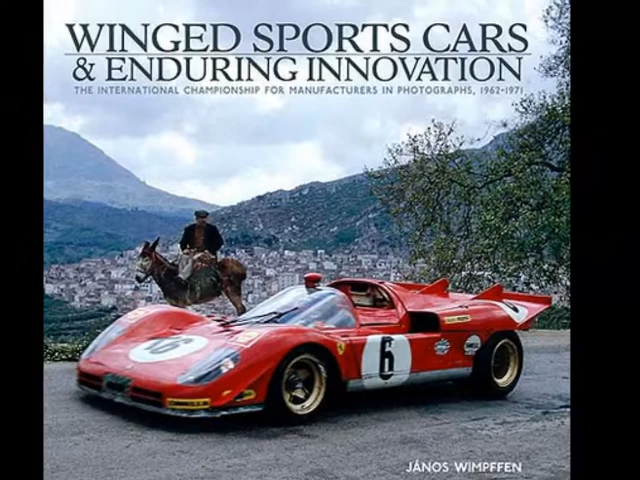 WINGED SPORTS CARS
& ENDURING INNOVATION
THE INTERNATIONAL CHAMPIONSHIP FOR MANUFACTURERS IN PHOTOGRAPHS, 1962-1971
6
JÁNOS WIMPFFEN